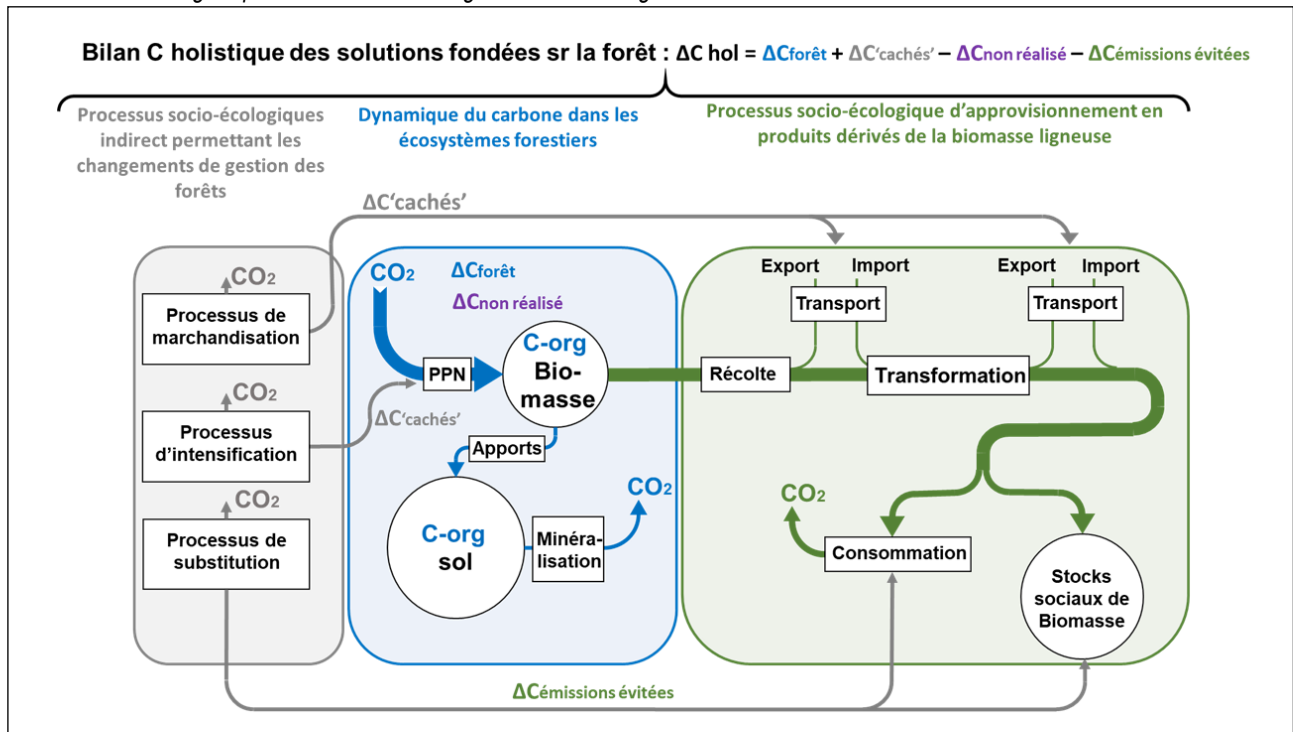 Bilan C holistique des solutions fondées sr la forêt : ΔC hol = ΔCforêt + ΔC‘cachés’ – ΔCnon réalisé – ΔCémissions évitées
Processus socio-écologiques
indirect permettant les
changements de gestion des
forêts
Dynamique du carbone dans les
écosystèmes forestiers
Processus socio-écologique d’approvisionnement en
produits dérivés de la biomasse ligneuse
ΔC‘cachés’
CO2
Processus de
marchandisation
CO2
Processus
d’intensification
CO2
Processus de
substitution
CO2
ΔCforêt
ΔCnon réalisé
PPN
C-org
Bio-
masse
ΔC‘cachés’
Apports
C-org
sol
Minéra-
lisation
CO2
Export Import
Transport
Export Import
Transport
Récolte
Transformation
CO2
Consommation
Stocks
sociaux de
Biomasse
ΔCémissions évitées